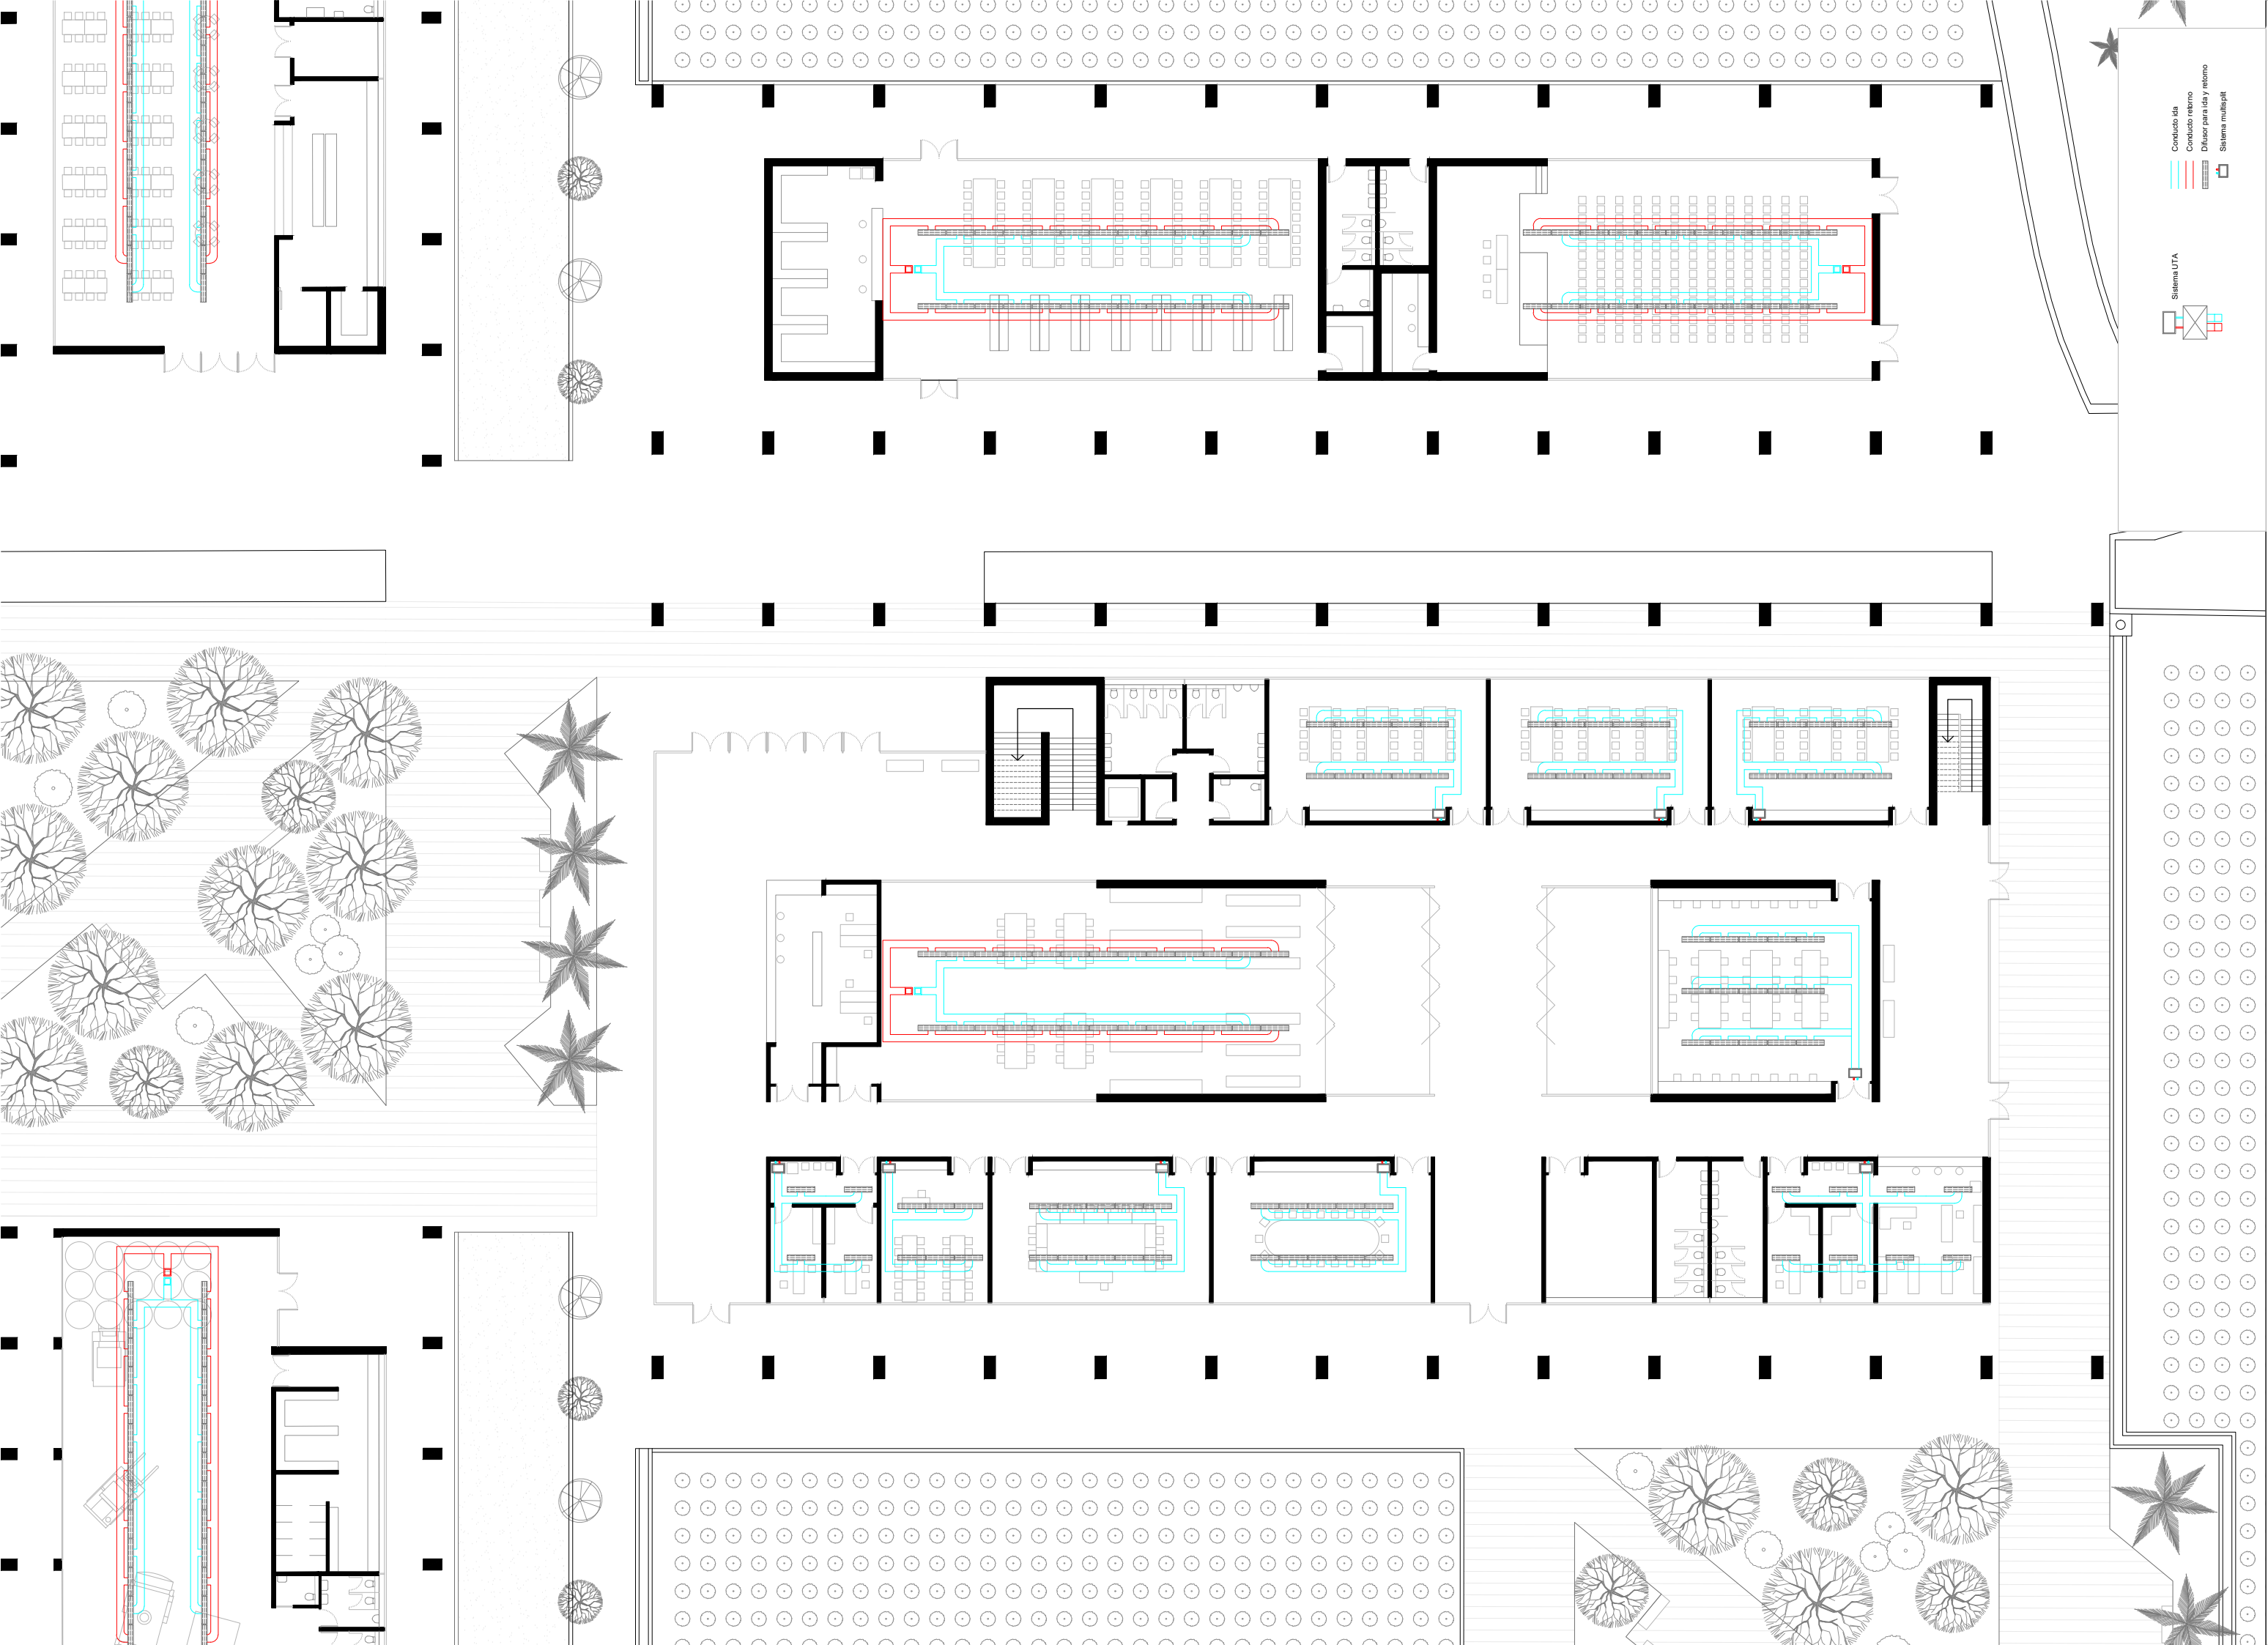 Conducto ida
Conducto retorno
Difusor para ida y retorno
Sistema multisplit
Sistema UTA